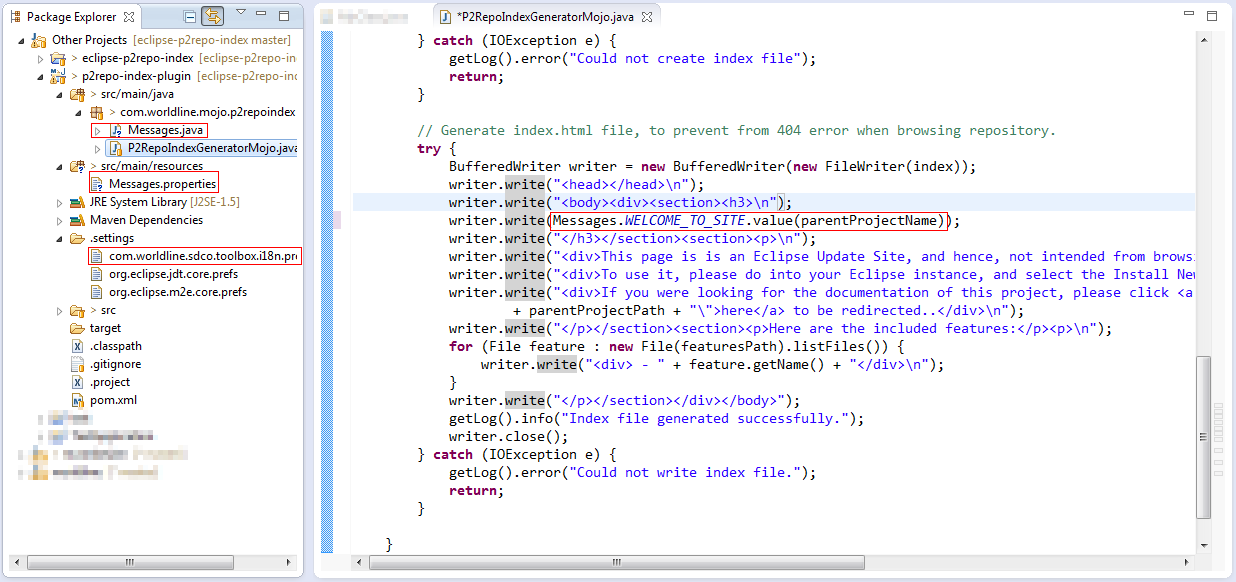 Package Explorer
Other Projects [eclipse-p2repo-index master]
> eclipse-p2repo-index [eclipse-p2repo-in
> p2repo-index-plugin [eclipse-p2repo-inc
> src/main/java
> com.worldline.mojo.p2repoindex
Messages.java
P2RepoIndexGeneratorMojo.java
> src/main/resources
Messages.properties
JRE System Library [J2SE-1.5]
Maven Dependencies
.settings
com.worldline.sdco.toolbox.i18n.pre
org.eclipse.jdt.core.prefs
org.eclipse.m2e.core.prefs
> src
target
.classpath
.gitignore
.project
pom.xml
*P2RepoIndexGeneratorMojo.java
} catch (IOException e) {
getLog().error("Could not create index file");
return;
}
// Generate index.html file, to prevent from 404 error when browsing repository.
try {
BufferedWriter writer = new BufferedWriter(new FileWriter(index));
writer.write("<head></head>\n");
writer.write("<body><div><section><h3>\n");
writer.write(Messages.WELCOME_TO_SITE.value(parentProjectName));
writer.write("</h3></section><section><p>\n");
writer.write("<div>This page is is an Eclipse Update Site, and hence, not intended from brows
writer.write("<div>To use it, please do into your Eclipse instance, and select the Install New
writer.write("<div>If you were looking for the documentation of this project, please click <a
+ parentProjectPath + "\">here</a> to be redirected..</div>\n");
writer.write("</p></section><section><p>Here are the included features:</p><p>\n");
for (File feature : new File(featuresPath).listFiles()) {
writer.write("<div> - " + feature.getName() + "</div>\n");
}
writer.write("</p></section></div></body>");
getLog().info("Index file generated successfully.");
writer.close();
} catch (IOException e) {
getLog().error("Could not write index file.");
return;
}
}